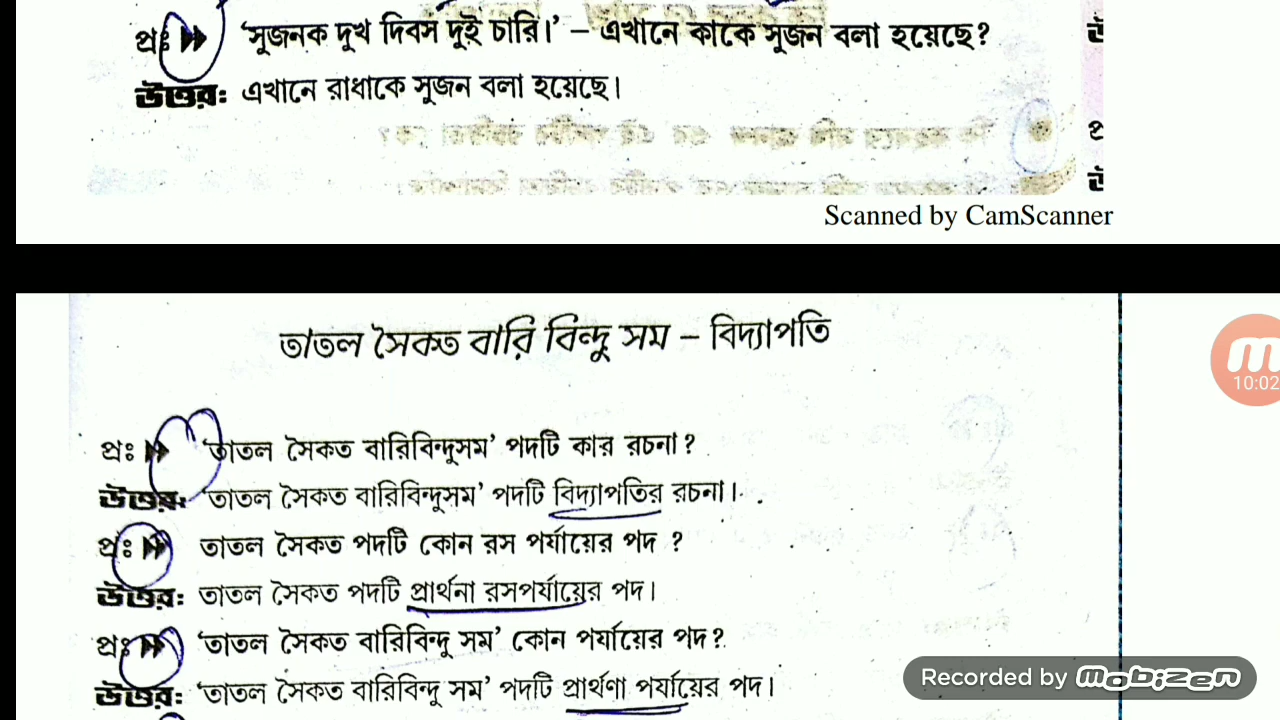 প্রঃ 'সুজনক দুখ দিবস দুই চারি।' – এখানে কাকে সুজন বলা হয়েছে?
উত্তর: এখানে রাধাকে সুজন বলা হয়েছে।
Scanned by CamScanner
তাতল সৈকত বারি বিন্দু সম – বিদ্যাপতি
প্রঃ 'তাতল সৈকত বারিবিন্দুসম' পদটি কার রচনা?
উত্তর: 'তাতল সৈকত বারিবিন্দুসম' পদটি বিদ্যাপতির রচনা।
10:02
প্রঃ তাতল সৈকত পদটি কোন রস পর্যায়ের পদ ?
উত্তর: তাতল সৈকত পদটি প্রার্থনা রসপর্যায়ের পদ।
প্রঃ 'তাতল সৈকত বারিবিন্দু সম' কোন পর্যায়ের পদ?
উত্তর: 'তাতল সৈকত বারিবিন্দু সম' পদটি প্রার্থণা পর্যায়ের পদ।
Recorded by mobizen